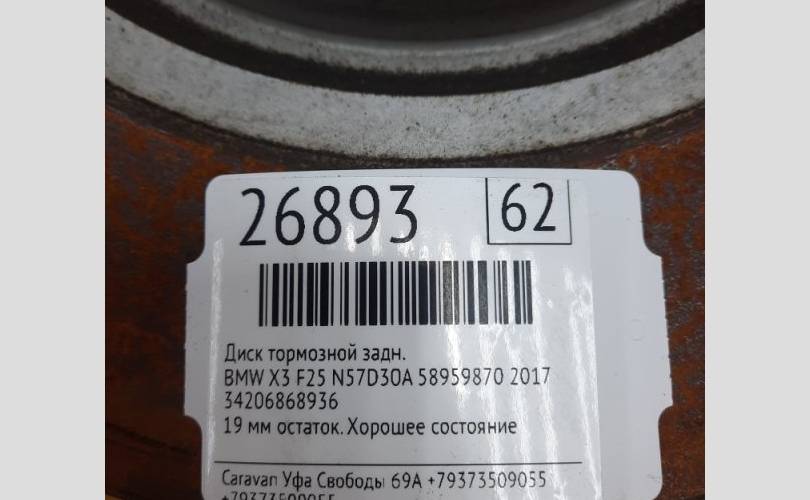 26893 62
Диск тормозной задн.
BMW X3 F25 N57D30A 58959870 2017
34206868936
19 мм остаток. Хорошее состояние
Caravan Уфа Свободы 69А +79373509055
+79373509055